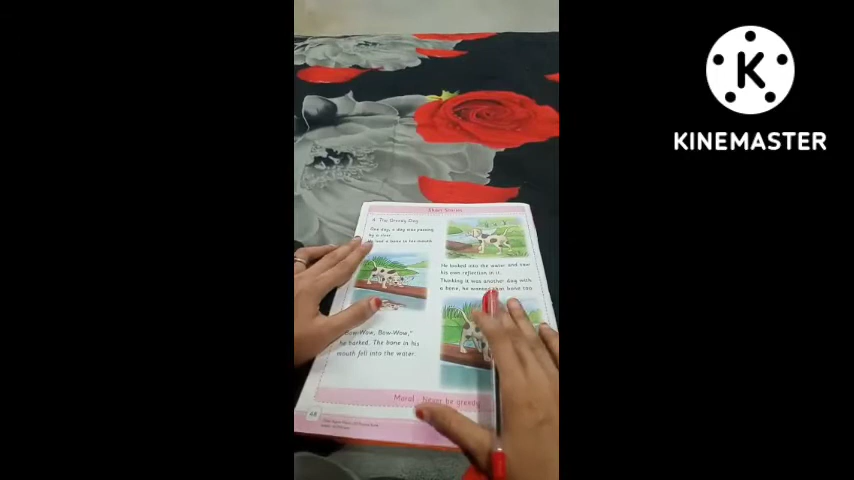 KINEMASTER
Short Stories
4 The Greedy Dog
One day, a dog was passing
by a river.
He had a bone in his mouth.
He looked into the water and saw
his own reflection in it.
Thinking it was another dog with
a bone, he wanted that bone too.
"Bow-Wow, Bow-Wow,"
he barked. The bone in his
mouth fell into the water.
Moral Never be greedy